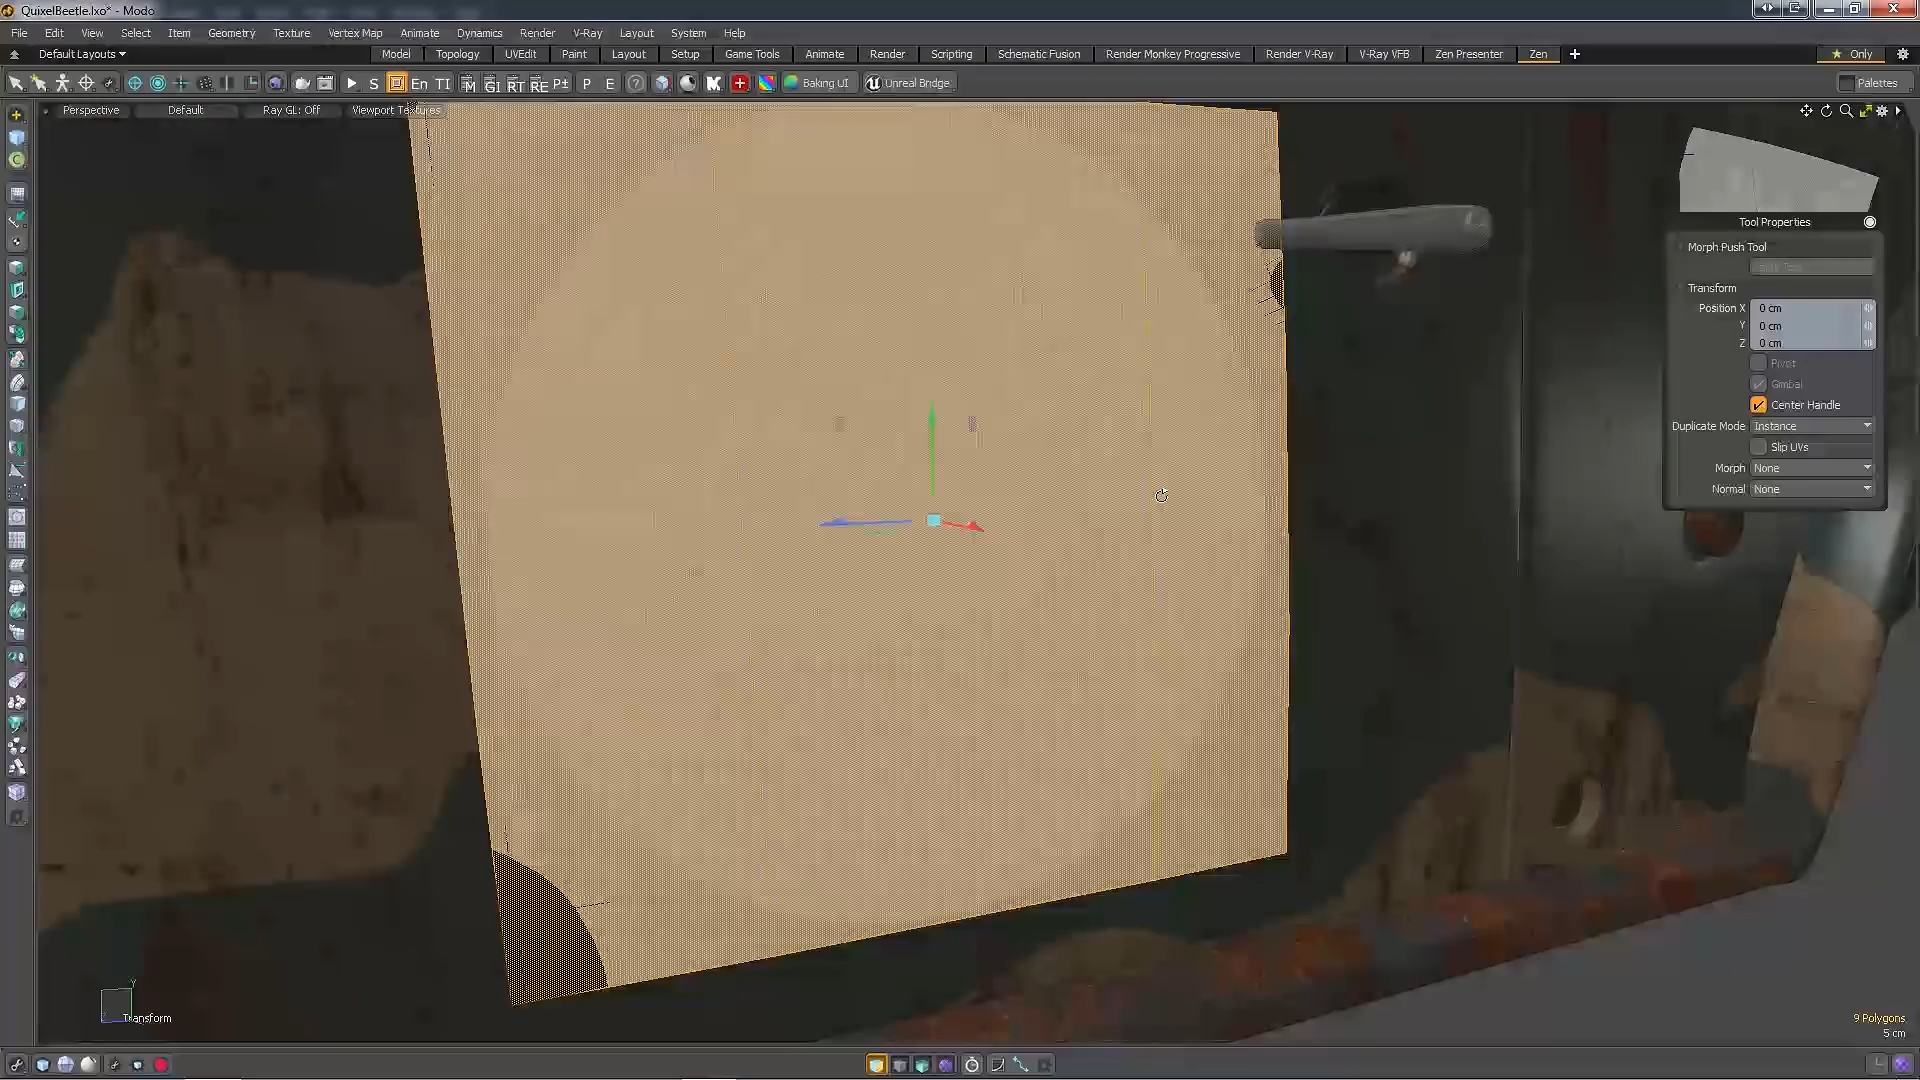 QuixelBeetle.lxo* - Modo
File Edit View Select Item Geometry Texture Vertex Map Animate Dynamics Render V-Ray Layout System Help
Default Layouts Model Topology UVEdit Paint Layout Setup Game Tools Animate Render Scripting Schematic Fusion Render Monkey Progressive Render V-Ray V-Ray VFB Zen Presenter Zen Only
S En TI M GI RT RE P± P E ? Baking UI Unreal Bridge Palettes
Perspective Default Ray GL: Off Viewport Textures
Tool Properties
Morph Push Tool
Transform
Position X 0 cm
Y 0 cm
Z 0 cm
Pivot
Gimbal
Center Handle
Duplicate Mode Instance
Slip UVs
Morph None
Normal None
Y
Transform
9 Polygons
5 cm